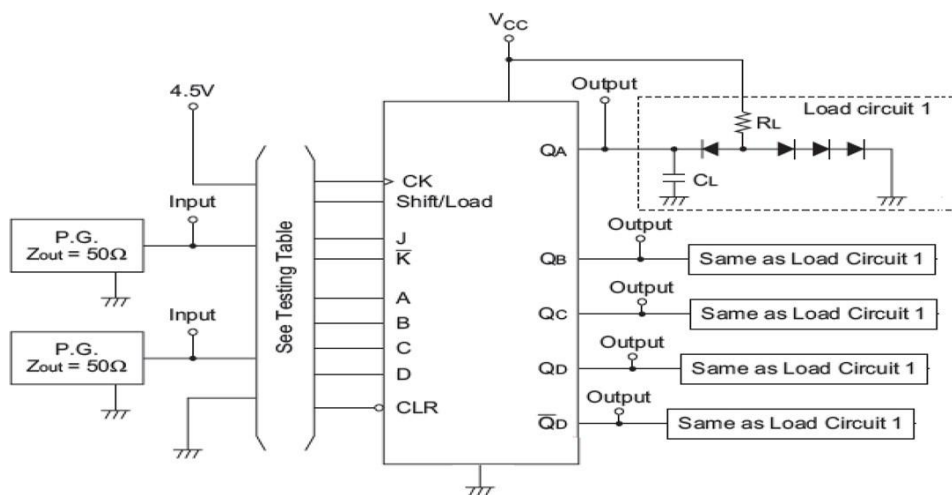 VCC
4.5V
Output
Load circuit 1
RL
QA
CL
CK
Shift/Load
Input
P.G.
Zout = 50Ω
J
K̅
QB
Output
Same as Load Circuit 1
See Testing Table
A
B
C
D
QC
Output
Same as Load Circuit 1
Input
P.G.
Zout = 50Ω
QD
Output
Same as Load Circuit 1
CLR
Q̅D
Output
Same as Load Circuit 1